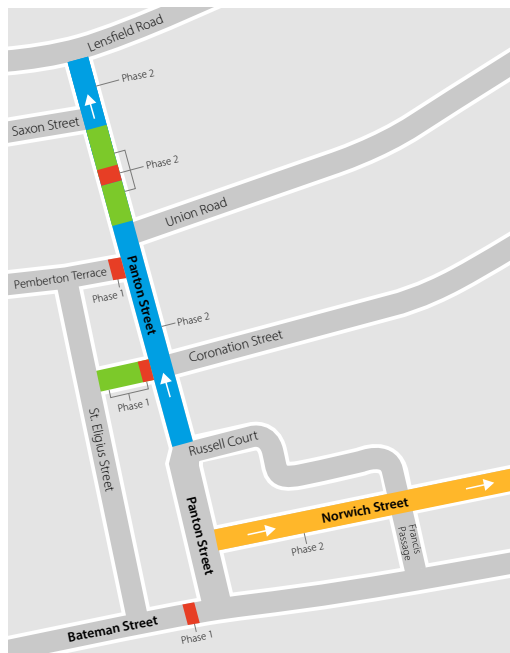 Lensfield Road
Phase 2
Saxon Street
Phase 2
Union Road
Pemberton Terrace
Phase 1
Panton Street
Phase 2
Coronation Street
Phase 1
St. Eligius Street
Russell Court
Panton Street
Norwich Street
Francis
Passage
Phase 2
Bateman Street
Phase 1